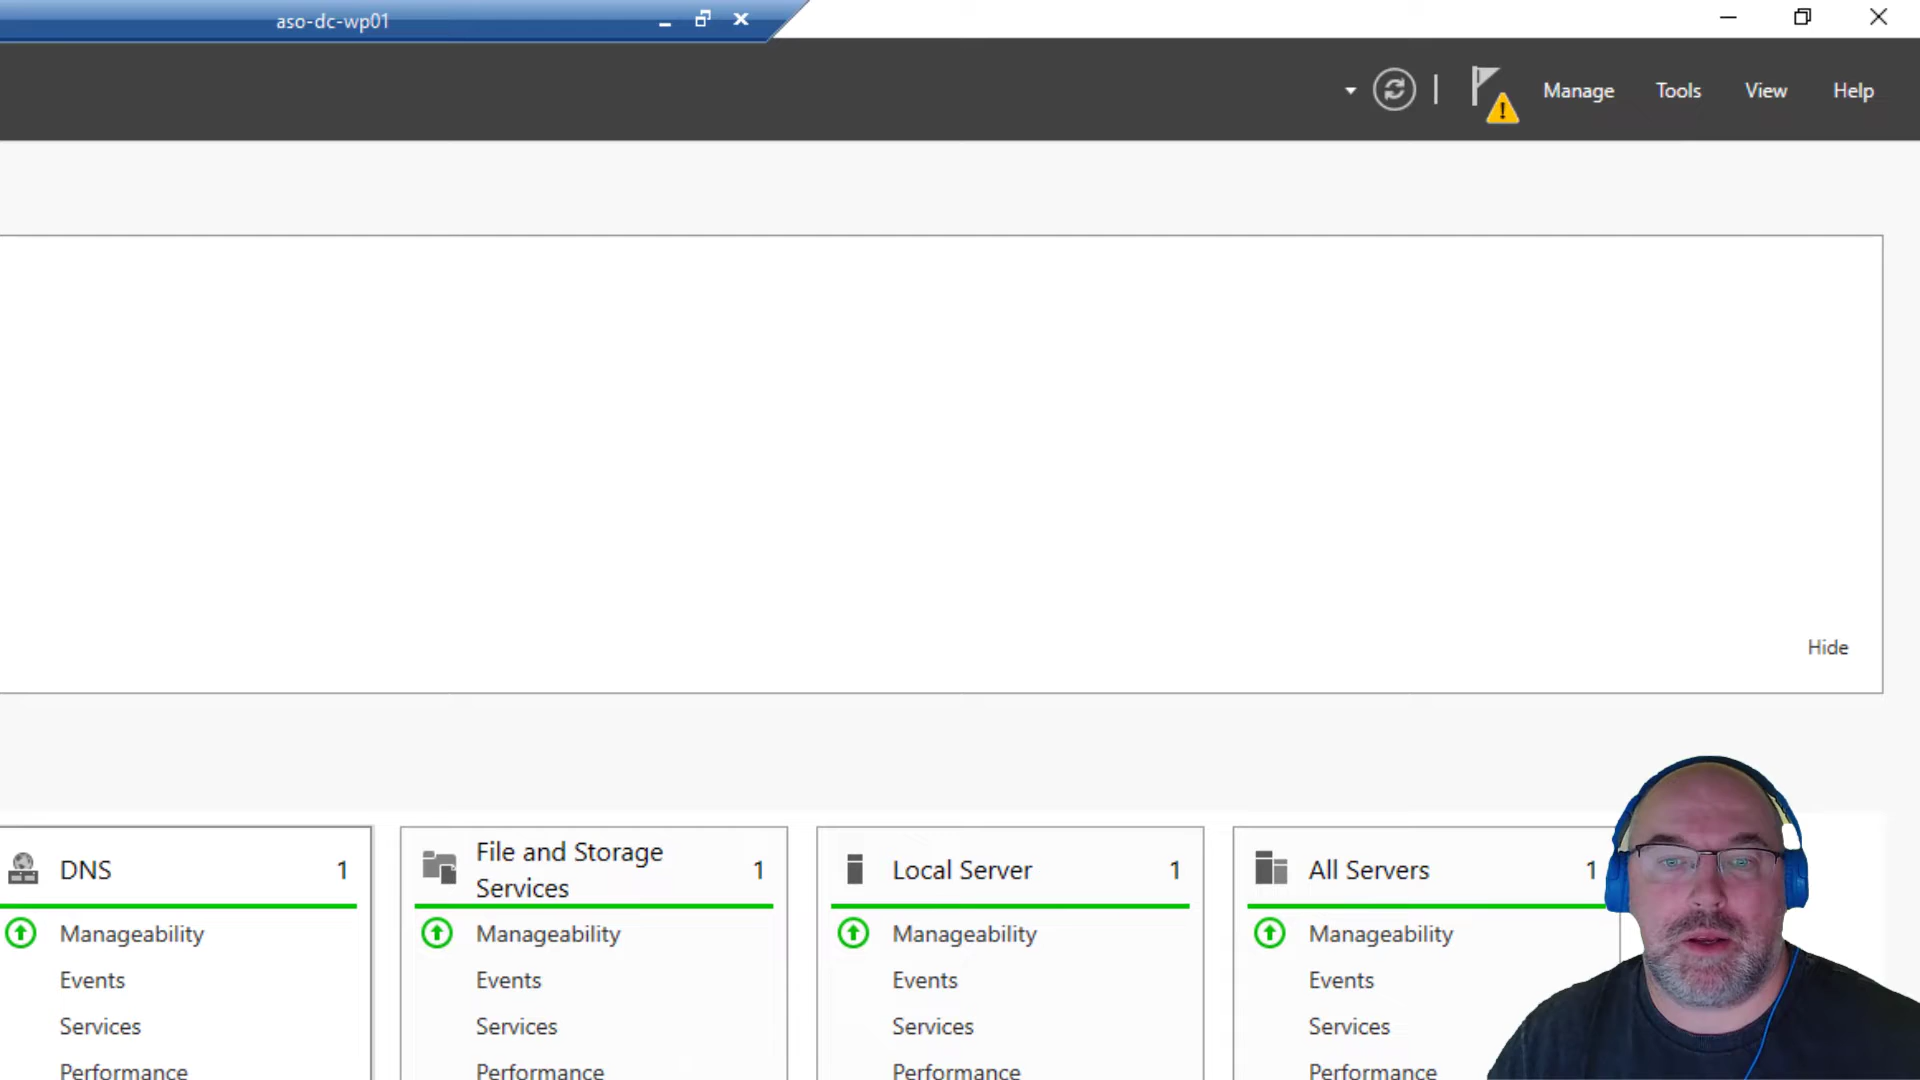 aso-dc-wp01
Manage Tools View Help
Hide
DNS 1
Manageability
Events
Services
Performance
File and Storage
Services 1
Manageability
Events
Services
Performance
Local Server 1
Manageability
Events
Services
Performance
All Servers 1
Manageability
Events
Services
Performance